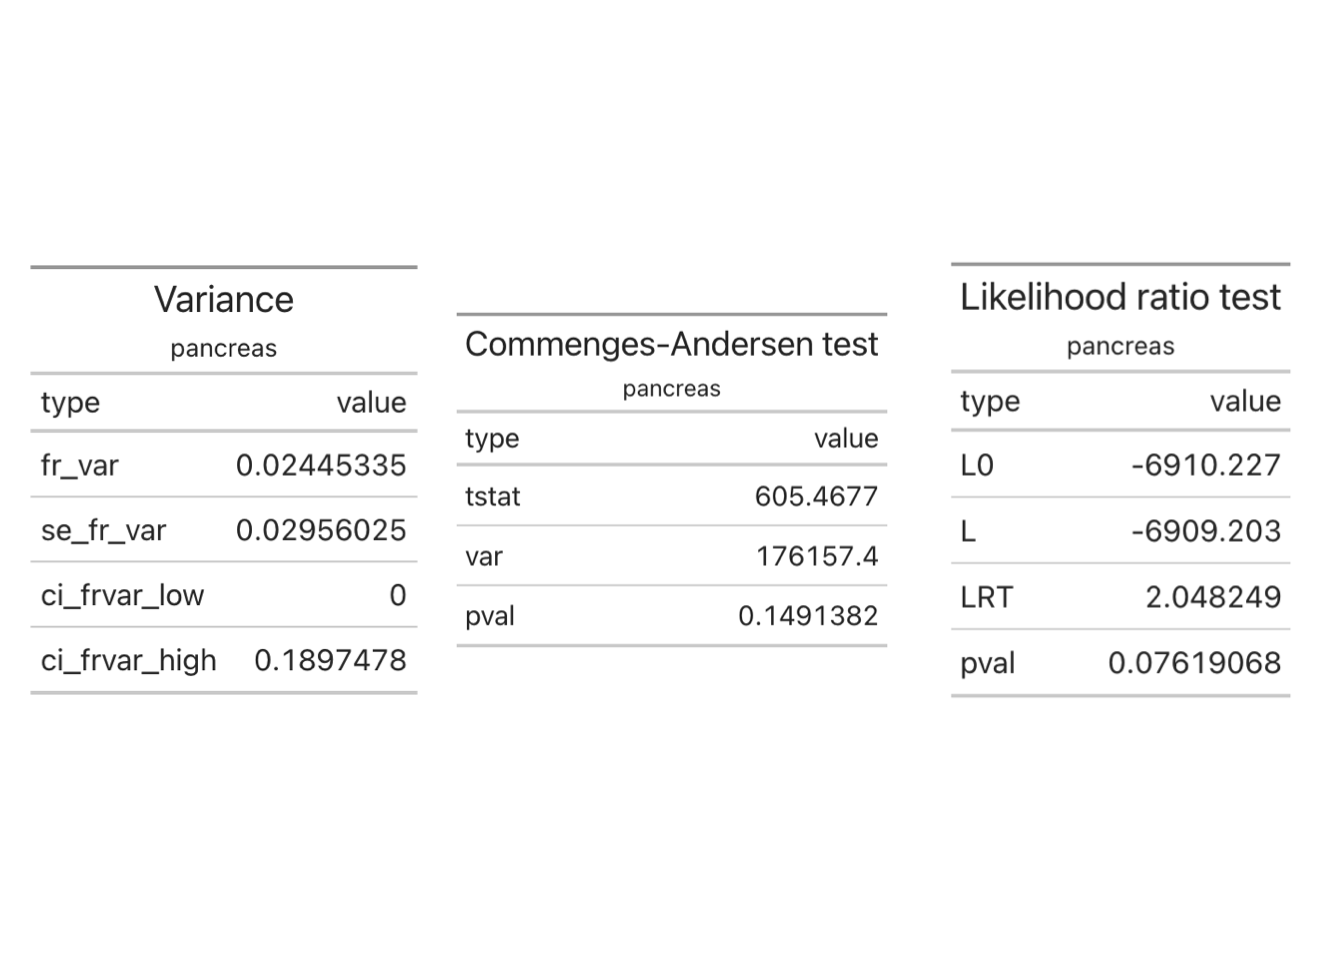 Variance
pancreas
type value
fr_var 0.02445335
se_fr_var 0.02956025
ci_frvar_low 0
ci_frvar_high 0.1897478
Commenges-Andersen test
pancreas
type value
tstat 605.4677
var 176157.4
pval 0.1491382
Likelihood ratio test
pancreas
type value
L0 -6910.227
L -6909.203
LRT 2.048249
pval 0.07619068